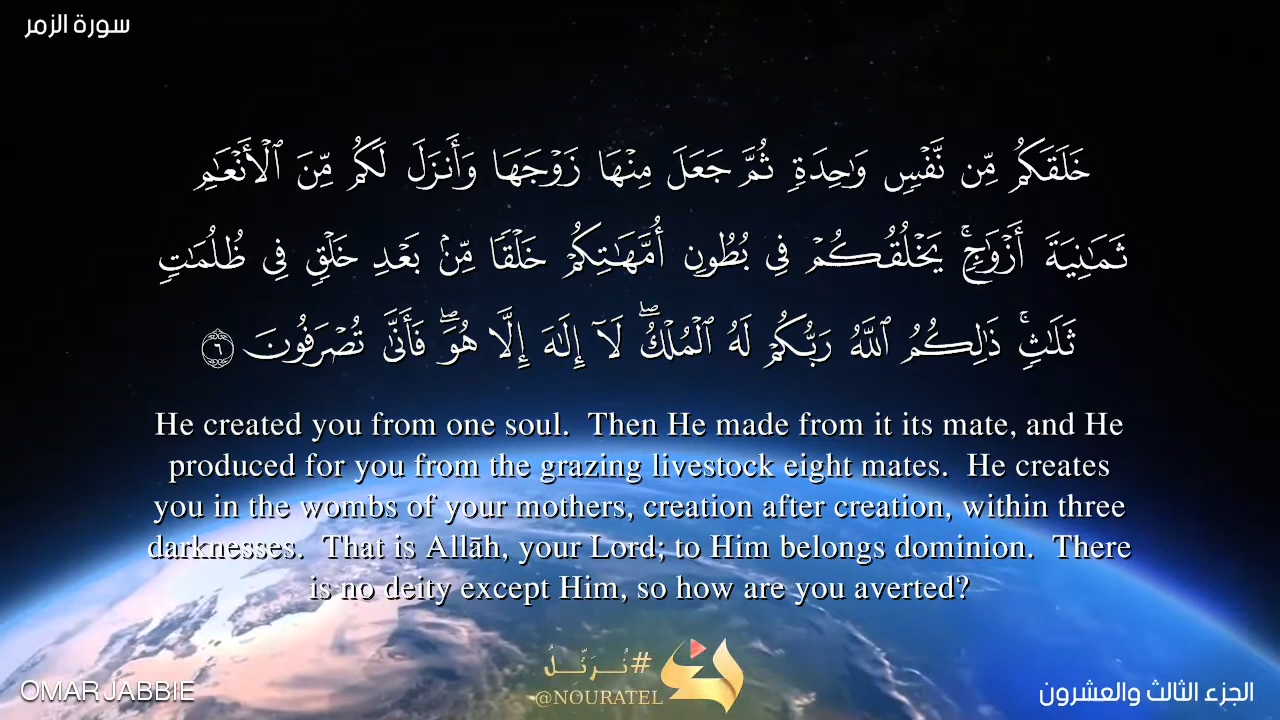 سورة الزمر
خَلَقَكُم مِّن نَّفْسٍ وَٰحِدَةٍ ثُمَّ جَعَلَ مِنْهَا زَوْجَهَا وَأَنزَلَ لَكُم مِّنَ ٱلْأَنْعَٰمِ
ثَمَٰنِيَةَ أَزْوَٰجٍ ۚ يَخْلُقُكُمْ فِى بُطُونِ أُمَّهَٰتِكُمْ خَلْقًا مِّنۢ بَعْدِ خَلْقٍ فِى ظُلُمَٰتٍ
ثَلَٰثٍ ۚ ذَٰلِكُمُ ٱللَّهُ رَبُّكُمْ لَهُ ٱلْمُلْكُ ۖ لَآ إِلَٰهَ إِلَّا هُوَ ۖ فَأَنَّىٰ تُصْرَفُونَ ٦
He created you from one soul.  Then He made from it its mate, and He
produced for you from the grazing livestock eight mates.  He creates
you in the wombs of your mothers, creation after creation, within three
darknesses.  That is Allāh, your Lord; to Him belongs dominion.  There
is no deity except Him, so how are you averted?
#نُرَتِّلُ
@NOURATEL
OMAR JABBIE
الجزء الثالث والعشرون